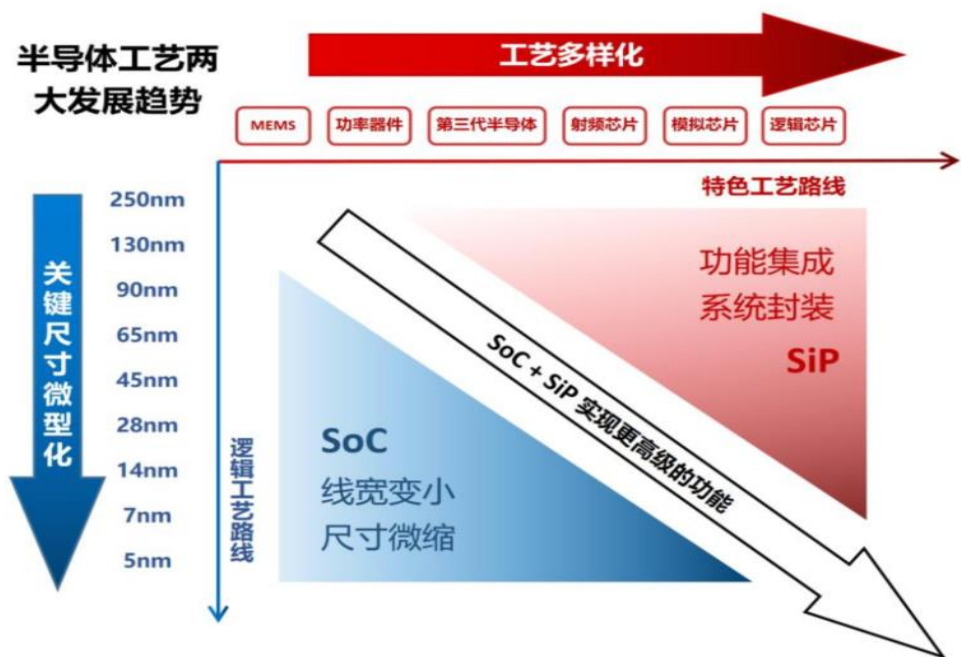 半导体工艺两
大发展趋势
工艺多样化
MEMS
功率器件
第三代半导体
射频芯片
模拟芯片
逻辑芯片
特色工艺路线
关键尺寸微型化
250nm
130nm
90nm
65nm
45nm
28nm
14nm
7nm
5nm
逻辑工艺路线
功能集成
系统封装
SiP
SoC + SiP 实现更高级的功能
SoC
线宽变小
尺寸微缩